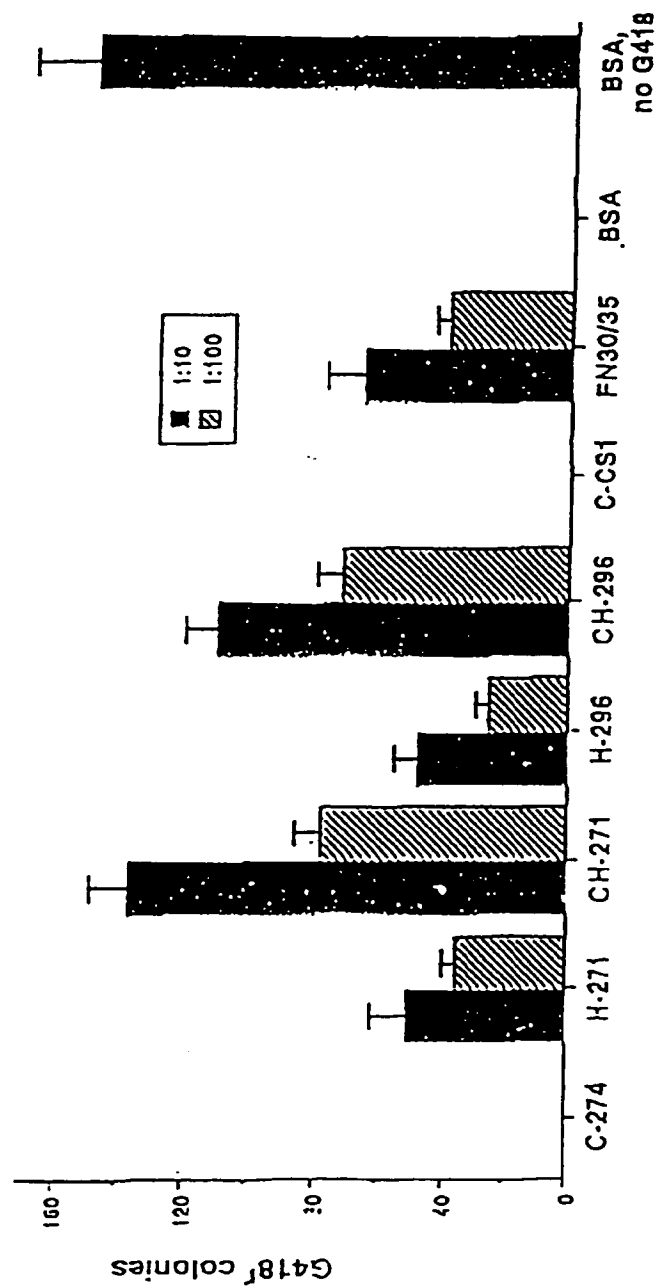 G418ʳ colonies
160
120
80
40
0
1:10
1:100
C-274
H-271
CH-271
H-296
CH-296
C-CS1
FN30/35
BSA
BSA,
no G418